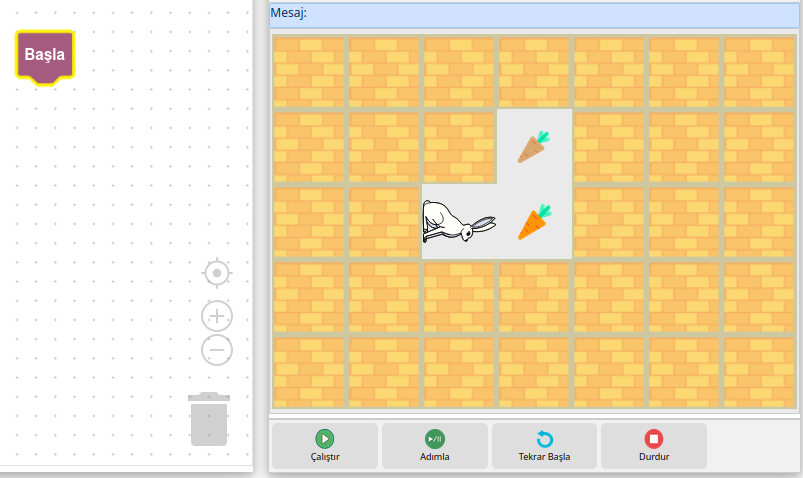 Mesaj:
Başla
Çalıştır
Adımla
Tekrar Başla
Durdur